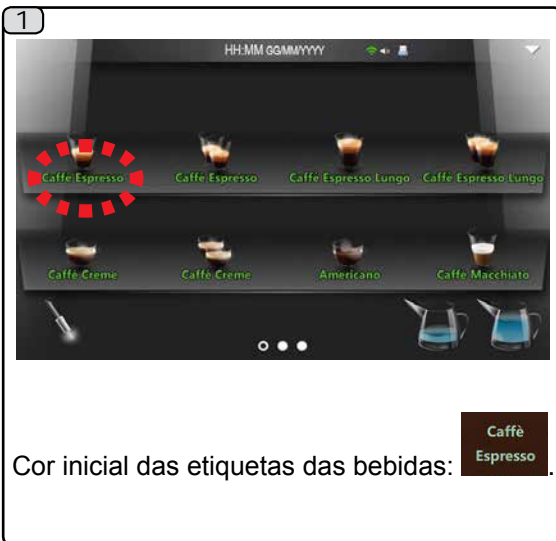 1
HH:MM GG/MM/YYYY
Caffè Espresso Caffè Espresso Caffè Espresso Lungo Caffè Espresso Lungo
Caffè Creme Caffè Creme Americano Caffè Macchiato
Cor inicial das etiquetas das bebidas: Caffè Espresso.